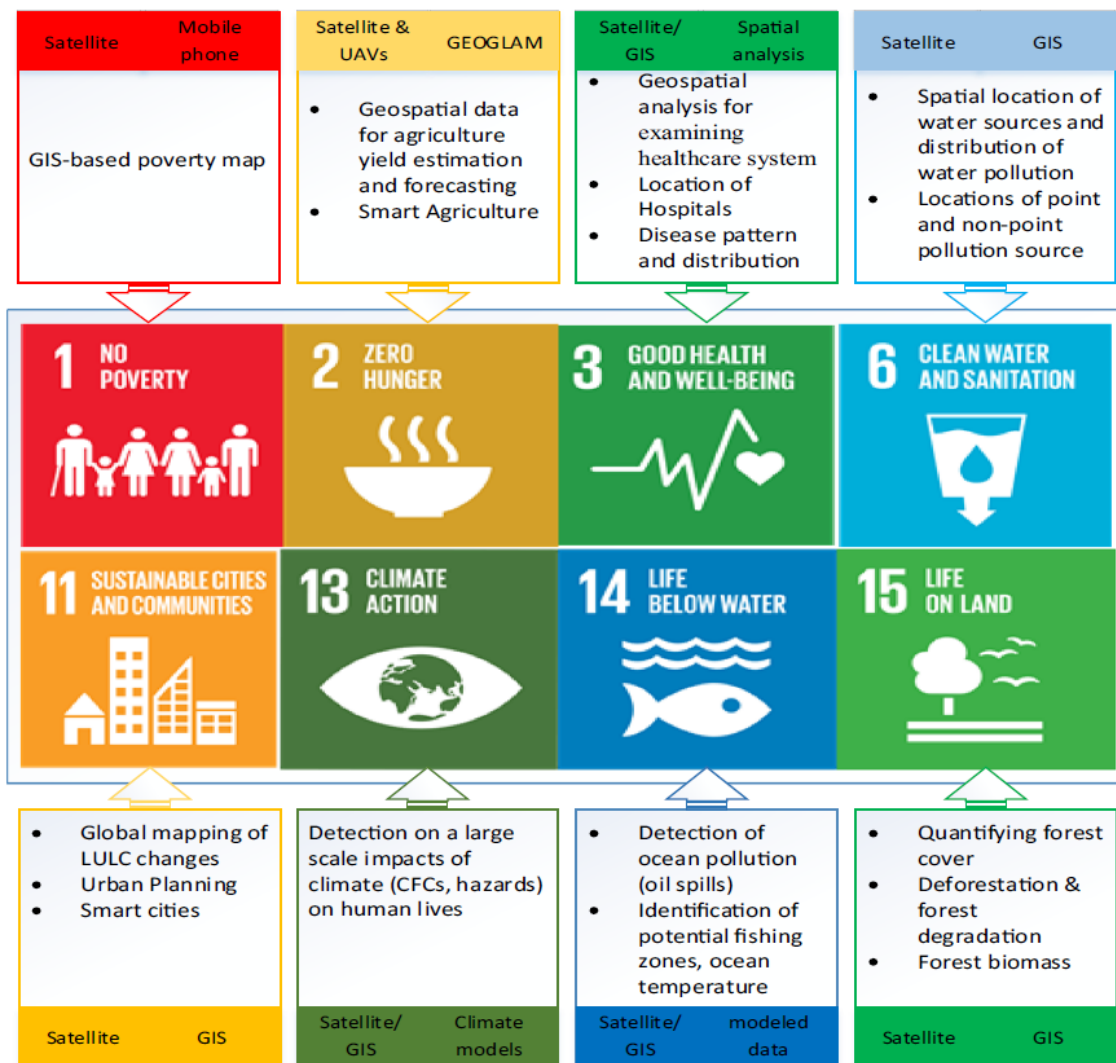 Satellite
Mobile
phone
GIS-based poverty map
Satellite &
UAVs
GEOGLAM
• Geospatial data
for agriculture
yield estimation
and forecasting
• Smart Agriculture
Satellite/
GIS
Spatial
analysis
• Geospatial
analysis for
examining
healthcare system
• Location of
Hospitals
• Disease pattern
and distribution
Satellite
GIS
• Spatial location of
water sources and
distribution of
water pollution
• Locations of point
and non-point
pollution source
1 NO
POVERTY
2 ZERO
HUNGER
3 GOOD HEALTH
AND WELL-BEING
6 CLEAN WATER
AND SANITATION
11 SUSTAINABLE CITIES
AND COMMUNITIES
13 CLIMATE
ACTION
14 LIFE
BELOW WATER
15 LIFE
ON LAND
• Global mapping of
LULC changes
• Urban Planning
• Smart cities
Satellite
GIS
Detection on a large
scale impacts of
climate (CFCs, hazards)
on human lives
Satellite/
GIS
Climate
models
• Detection of
ocean pollution
(oil spills)
• Identification of
potential fishing
zones, ocean
temperature
Satellite/
GIS
modeled
data
• Quantifying forest
cover
• Deforestation &
forest
degradation
• Forest biomass
Satellite
GIS